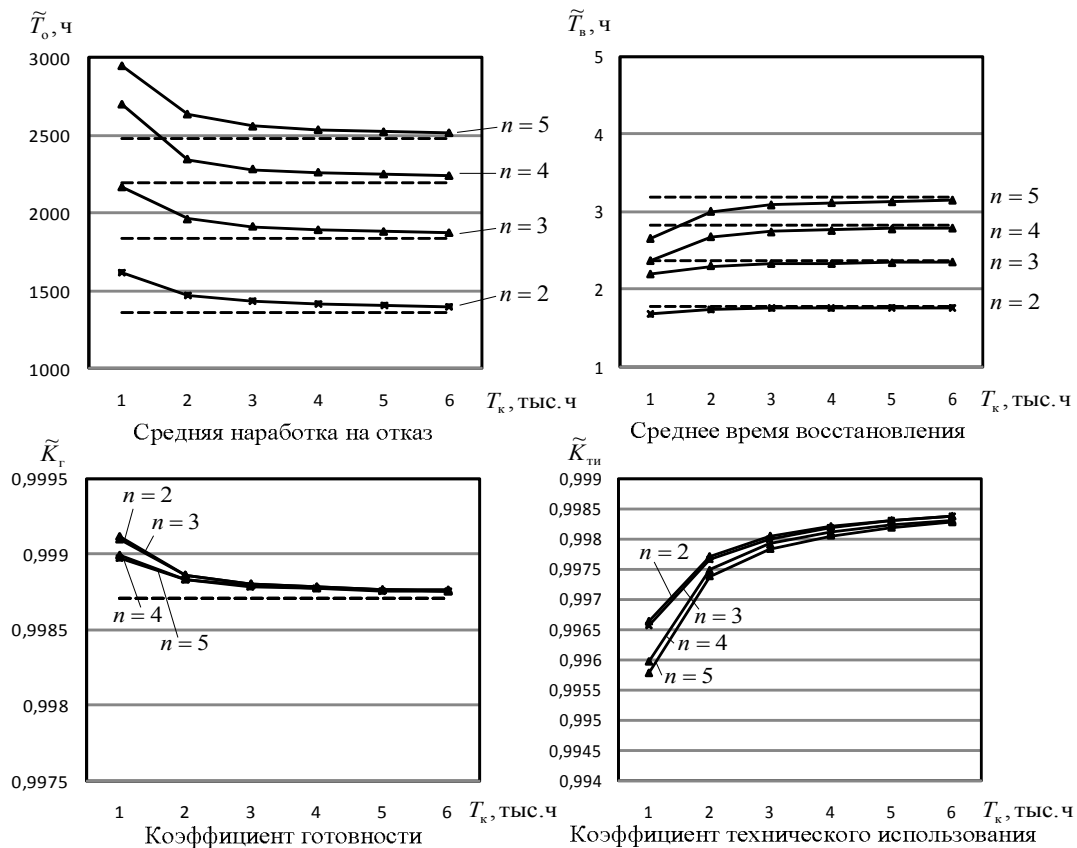 T̃о, ч
3000
2500
2000
1500
1000
n = 5
n = 4
n = 3
n = 2
1 2 3 4 5 6 Tк, тыс. ч
Средняя наработка на отказ
T̃в, ч
5
4
3
2
1
n = 5
n = 4
n = 3
n = 2
1 2 3 4 5 6 Tк, тыс. ч
Среднее время восстановления
K̃г
0,9995
0,999
0,9985
0,998
0,9975
n = 2
n = 3
n = 4
n = 5
1 2 3 4 5 6 Tк, тыс. ч
Коэффициент готовности
K̃ти
0,999
0,9985
0,998
0,9975
0,997
0,9965
0,996
0,9955
0,995
0,9945
0,994
n = 2
n = 3
n = 4
n = 5
1 2 3 4 5 6 Tк, тыс. ч
Коэффициент технического использования